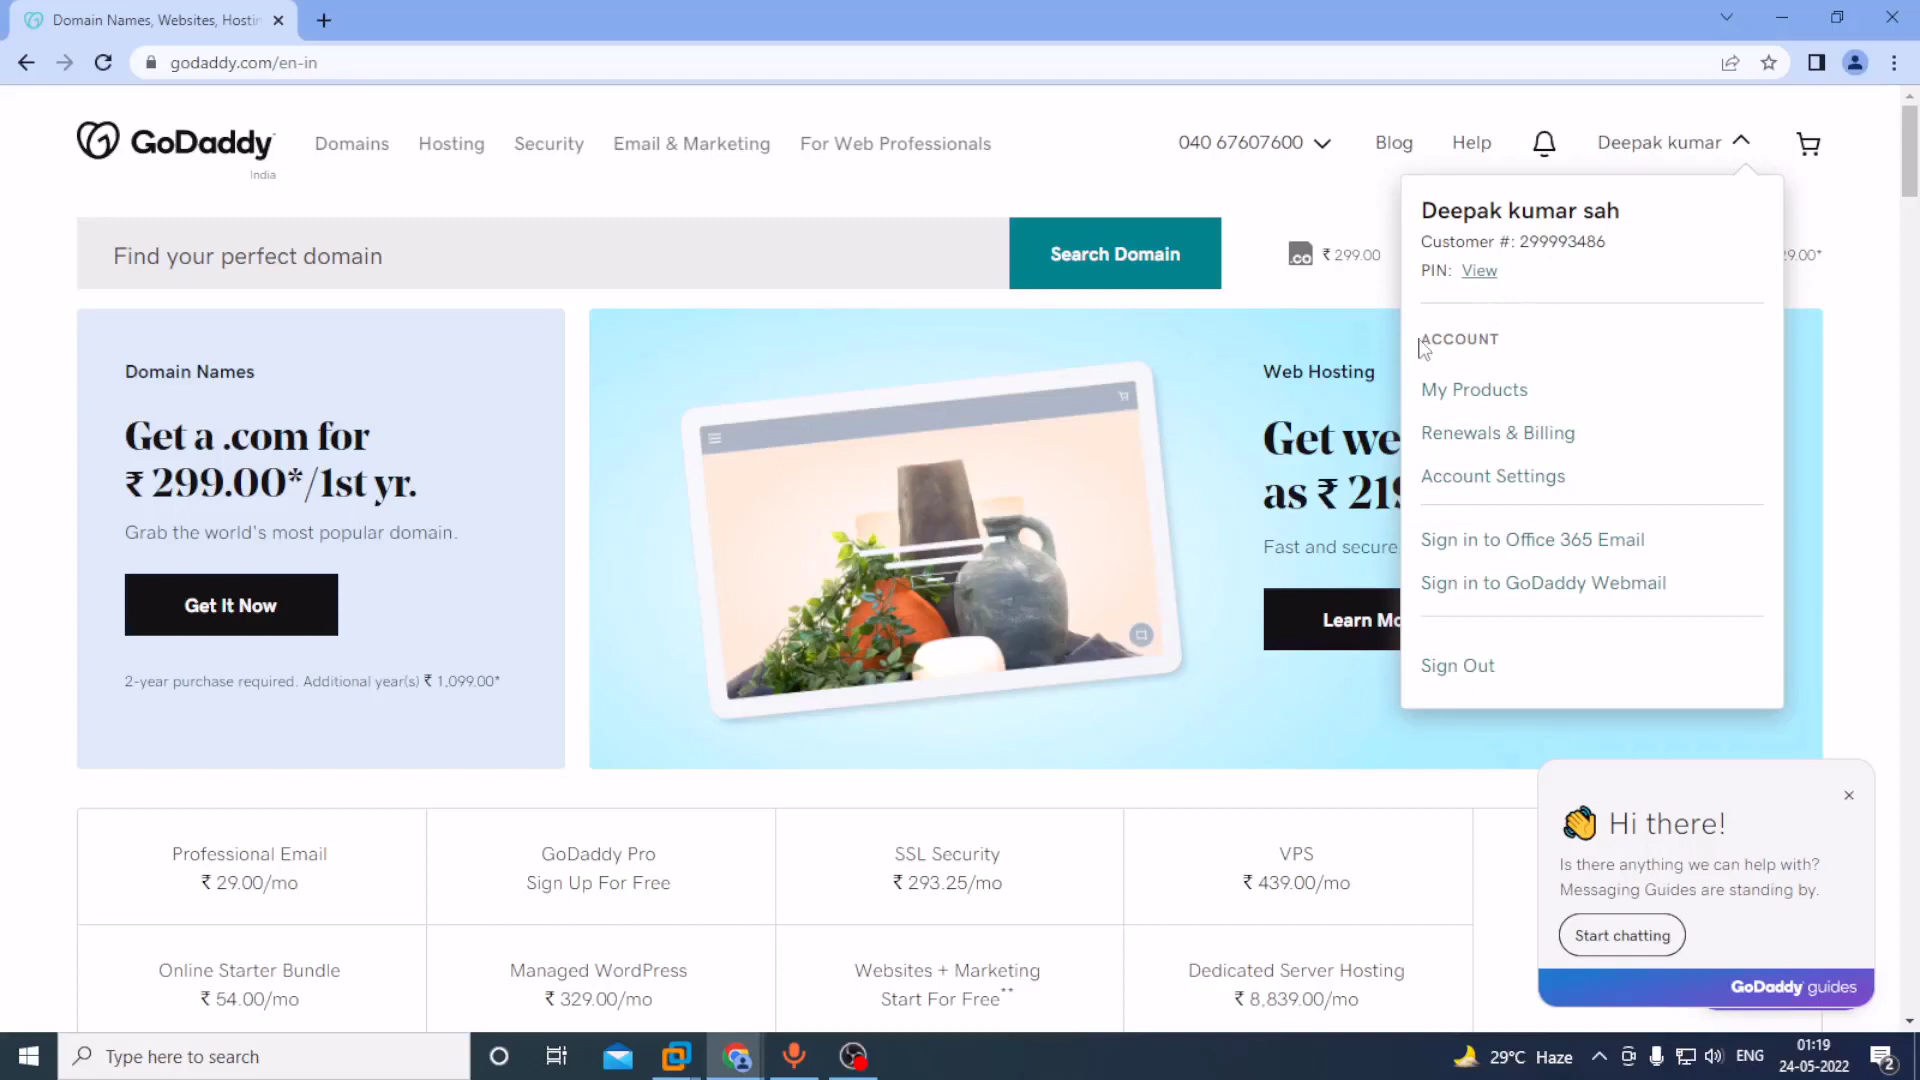 Domain Names, Websites, Hostin
godaddy.com/en-in
GoDaddy
India
Domains
Hosting
Security
Email & Marketing
For Web Professionals
040 67607600
Blog
Help
Deepak kumar
Find your perfect domain
Search Domain
.co ₹ 299.00
9.00*
Deepak kumar sah
Customer #: 299993486
PIN: View
ACCOUNT
My Products
Renewals & Billing
Account Settings
Sign in to Office 365 Email
Sign in to GoDaddy Webmail
Sign Out
Domain Names
Get a .com for
₹ 299.00*/1st yr.
Grab the world's most popular domain.
Get It Now
2-year purchase required. Additional year(s) ₹ 1,099.00*
Web Hosting
Get we
as ₹ 219
Fast and secure
Learn Mo
Professional Email
₹ 29.00/mo
GoDaddy Pro
Sign Up For Free
SSL Security
₹ 293.25/mo
VPS
₹ 439.00/mo
Online Starter Bundle
₹ 54.00/mo
Managed WordPress
₹ 329.00/mo
Websites + Marketing
Start For Free**
Dedicated Server Hosting
₹ 8,839.00/mo
Hi there!
Is there anything we can help with?
Messaging Guides are standing by.
Start chatting
GoDaddy guides
Type here to search
29°C Haze
ENG
01:19
24-05-2022
2